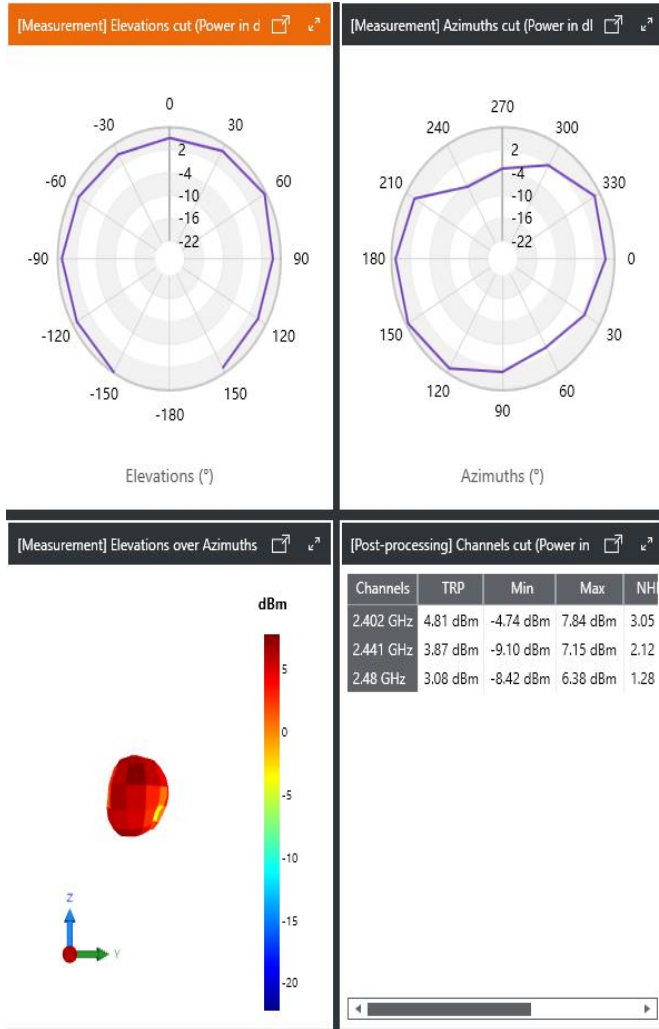 [Measurement] Elevations cut (Power in d
[Measurement] Azimuths cut (Power in dl
0
-30 30
-60 60
-90 90
-120 120
-150 150
-180
2
-4
-10
-16
-22
Elevations (°)
270
240 300
210 330
180 0
150 30
120 60
90
2
-4
-10
-16
-22
Azimuths (°)
[Measurement] Elevations over Azimuths
dBm
5
0
-5
-10
-15
-20
Z
Y
[Post-processing] Channels cut (Power in
Channels TRP Min Max NHI
2.402 GHz 4.81 dBm -4.74 dBm 7.84 dBm 3.05
2.441 GHz 3.87 dBm -9.10 dBm 7.15 dBm 2.12
2.48 GHz 3.08 dBm -8.42 dBm 6.38 dBm 1.28